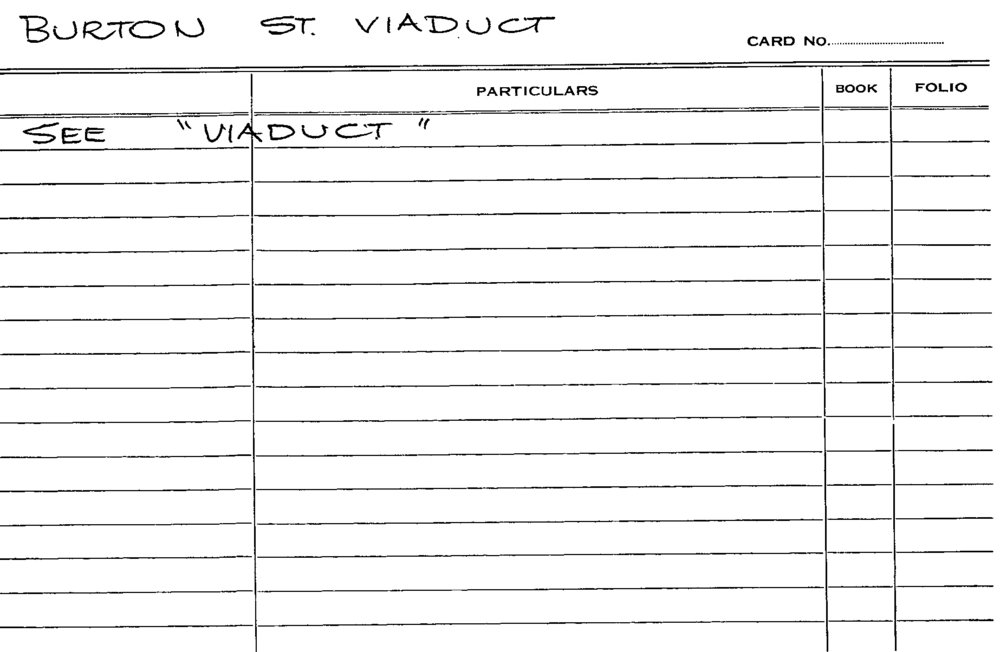 BURTON ST. VIADUCT
CARD No.
PARTICULARS BOOK FOLIO
SEE "VIADUCT"